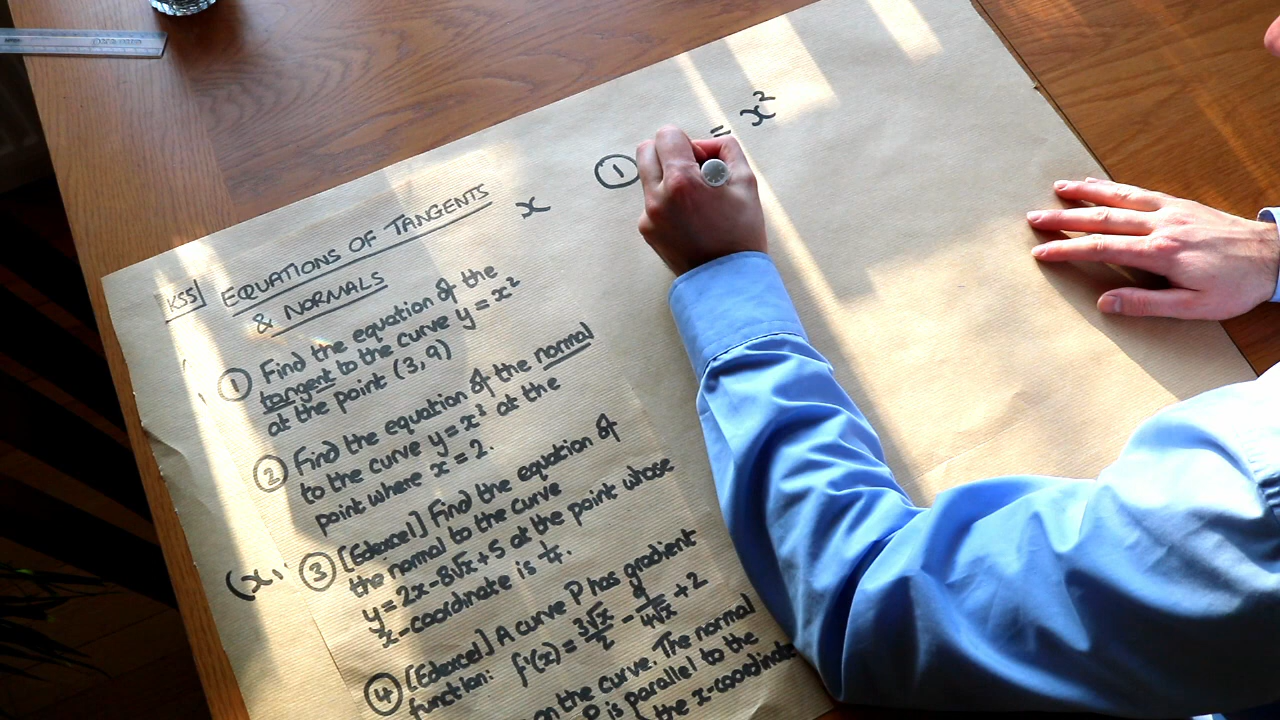 KSS EQUATIONS OF TANGENTS
& NORMALS
x
① Find the equation of the
tangent to the curve y = x²
at the point (3, 9)
② Find the equation of the normal
to the curve y = x³ at the
point where x = 2.
(x,
③ [Edexcel] Find the equation of
the normal to the curve
y = 2x - 8√x + 5 at the point whose
x-coordinate is ¼.
④ [Edexcel] A curve P has gradient
function: f'(x) = 3√x/2 - 9/4√x + 2
on the curve. The normal
P is parallel to the
the x-coordinate
① = x²